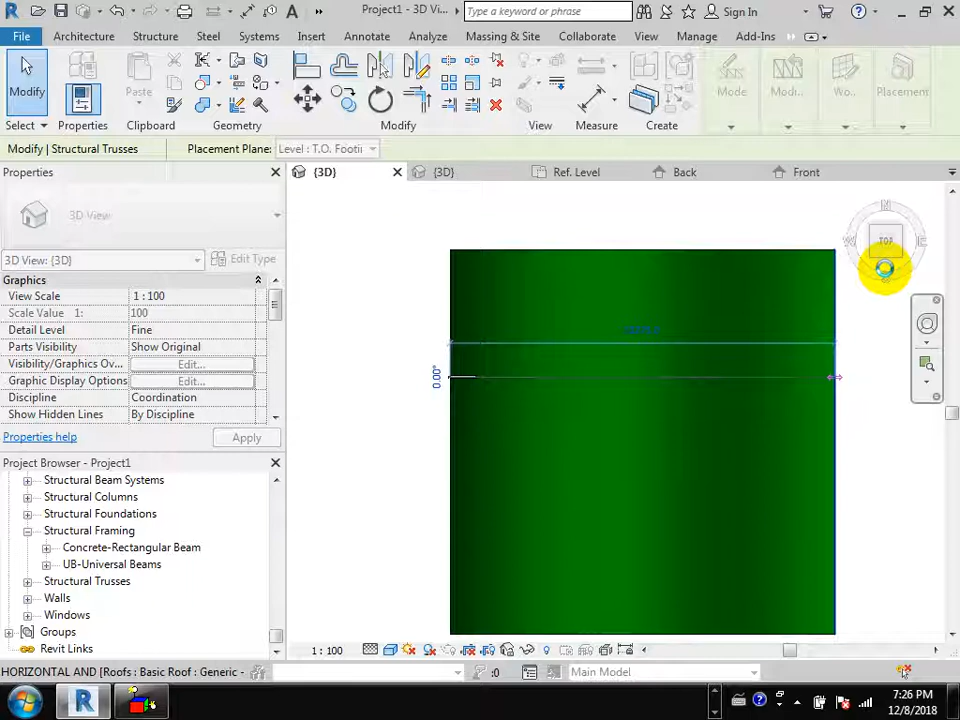 Project1 - 3D Vi...
Type a keyword or phrase
Sign In
File
Architecture
Structure
Steel
Systems
Insert
Annotate
Analyze
Massing & Site
Collaborate
View
Manage
Add-Ins
Modify
Paste
Mode
Modi...
Wo...
Placement
Select
Properties
Clipboard
Geometry
Modify
View
Measure
Create
Modify | Structural Trusses
Placement Plane:
Level : T.O. Footii
Properties
{3D}
{3D}
Ref. Level
Back
Front
3D View
3D View: {3D}
Edit Type
Graphics
View Scale
1 : 100
Scale Value 1:
100
Detail Level
Fine
Parts Visibility
Show Original
Visibility/Graphics Ov...
Edit...
Graphic Display Options
Edit...
Discipline
Coordination
Show Hidden Lines
By Discipline
Properties help
Apply
Project Browser - Project1
Structural Beam Systems
Structural Columns
Structural Foundations
Structural Framing
Concrete-Rectangular Beam
UB-Universal Beams
Structural Trusses
Walls
Windows
Groups
Revit Links
TOP
N
W
E
0.00°
1 : 100
HORIZONTAL AND [Roofs : Basic Roof : Generic -
:0
Main Model
7:26 PM
12/8/2018